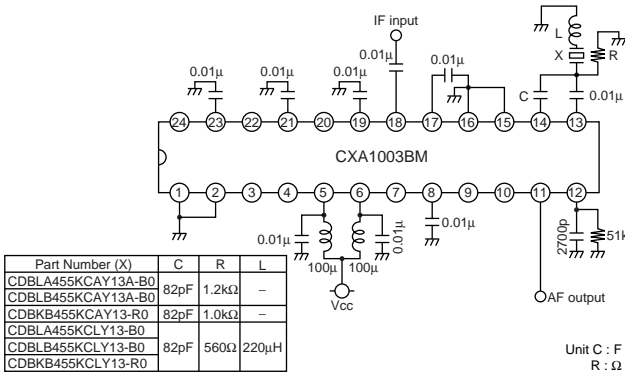 IF input
L
X
R
0.01μ
0.01μ
0.01μ
0.01μ
0.01μ
C
0.01μ
24 23 22 21 20 19 18 17 16 15 14 13
CXA1003BM
1 2 3 4 5 6 7 8 9 10 11 12
0.01μ
0.01μ
0.01μ
2700p
51k
100μ 100μ
Vcc
AF output
Part Number (X) C R L
CDBLA455KCAY13A-B0
CDBLB455KCAY13A-B0
82pF 1.2kΩ –
CDBKB455KCAY13-R0 82pF 1.0kΩ –
CDBLA455KCLY13-B0
CDBLB455KCLY13-B0 82pF 560Ω 220μH
CDBKB455KCLY13-R0
Unit C : F
R : Ω